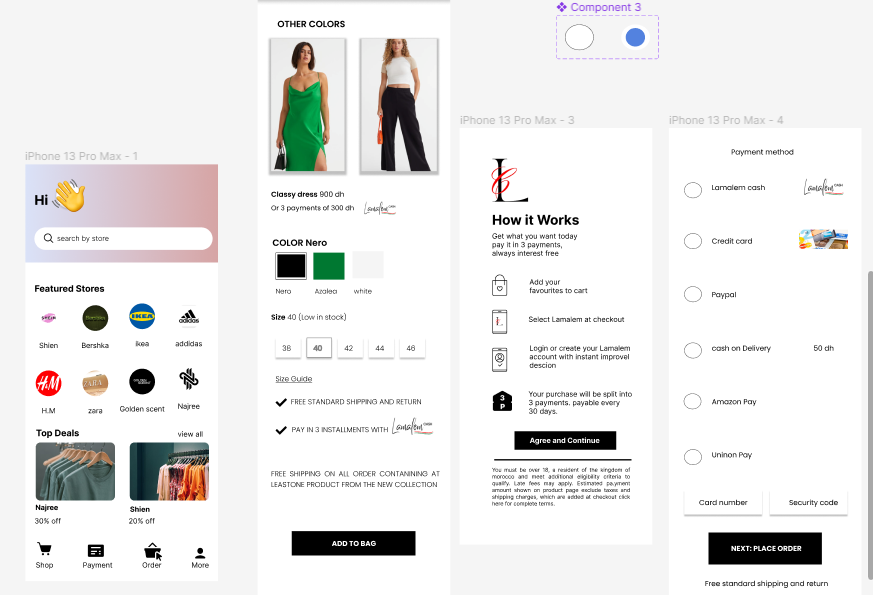 Component 3
iPhone 13 Pro Max - 1
Hi
search by store
Featured Stores
IKEA
adidas
Shien
Bershka
ikea
addidas
H&M
ZARA
H.M
zara
Golden scent
Najree
Top Deals
view all
Najree
30% off
Shien
20% off
Shop
Payment
Order
More
OTHER COLORS
Classy dress 900 dh
Or 3 payments of 300 dh
Lamalem CASH
COLOR Nero
Nero
Azalea
white
Size 40 (Low in stock)
38
40
42
44
46
Size Guide
FREE STANDARD SHIPPING AND RETURN
PAY IN 3 INSTALLMENTS WITH Lamalem CASH
FREE SHIPPING ON ALL ORDER CONTANINING AT
LEASTONE PRODUCT FROM THE NEW COLLECTION
ADD TO BAG
iPhone 13 Pro Max - 3
How it Works
Get what you want today
pay it in 3 payments,
always interest free
Add your
favourites to cart
Select Lamalem at checkout
Login or create your Lamalem
account with instant improvel
descion
3
P
Your purchase will be split into
3 payments. payable every
30 days.
Agree and Continue
You must be over 18, a resident of the kingdom of
morocco and meet additional eligibility criteria to
qualify. Late fees may apply. Estimated payment
amount shown on product page exclude taxes and
shipping charges, which are added at checkout click
here for complete terms.
iPhone 13 Pro Max - 4
Payment method
Lamalem cash
Lamalem CASH
Credit card
Paypal
cash on Delivery
50 dh
Amazon Pay
Uninon Pay
Card number
Security code
NEXT: PLACE ORDER
Free standard shipping and return